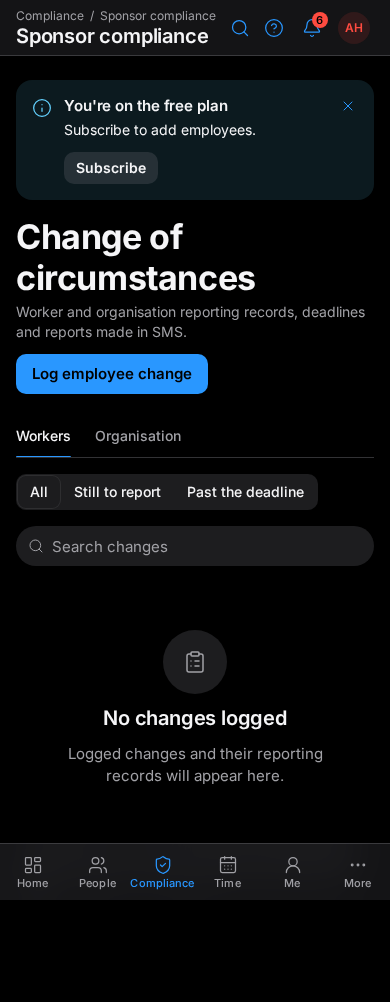 Compliance / Sponsor compliance
Sponsor compliance
6
AH
You're on the free plan
Subscribe to add employees.
Subscribe
Change of
circumstances
Worker and organisation reporting records, deadlines
and reports made in SMS.
Log employee change
Workers Organisation
All Still to report Past the deadline
Search changes
No changes logged
Logged changes and their reporting
records will appear here.
Home People Compliance Time Me More